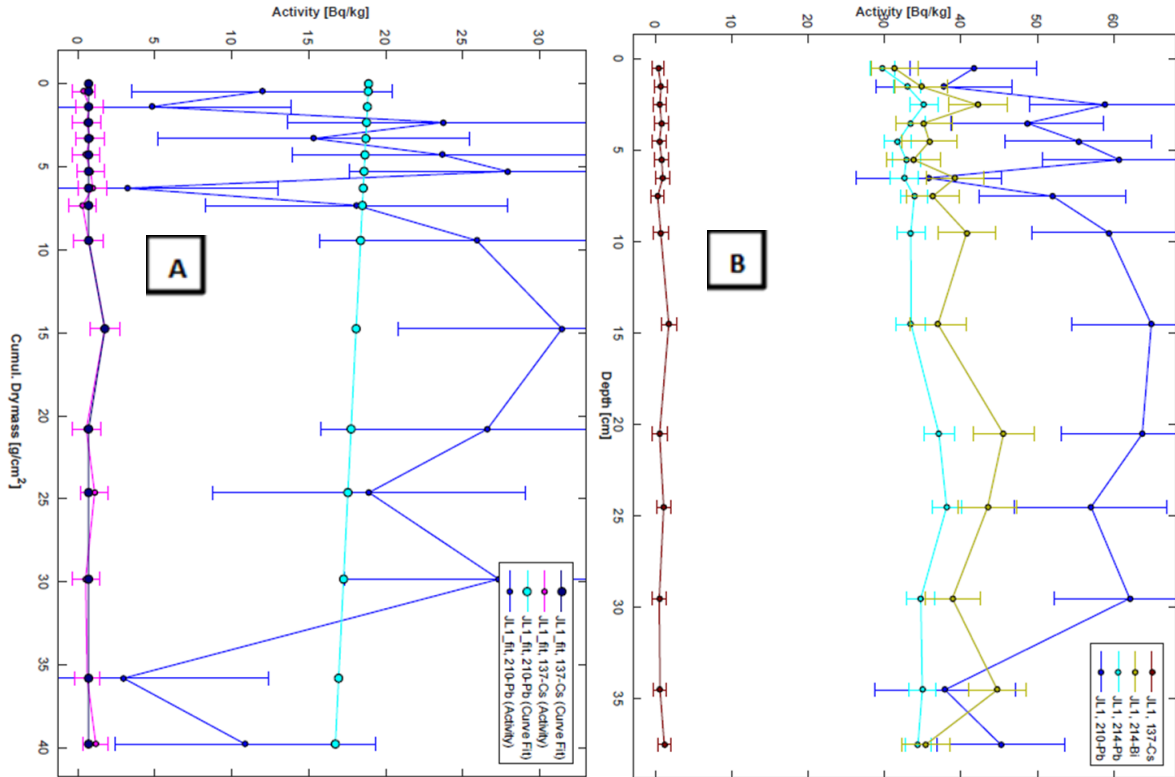 Activity [Bq/kg]
0
5
10
15
20
25
30
0
5
10
15
20
25
30
35
40
Cumul. Drymass [g/cm²]
A
JL1_fit, 137-Cs (Curve Fit)
JL1_fit, 137-Cs (Activity)
JL1_fit, 210-Pb (Curve Fit)
JL1_fit, 210-Pb (Activity)
Activity [Bq/kg]
0
10
20
30
40
50
60
0
5
10
15
20
25
30
35
Depth [cm]
B
JL1, 137-Cs
JL1, 214-Bi
JL1, 214-Pb
JL1, 210-Pb